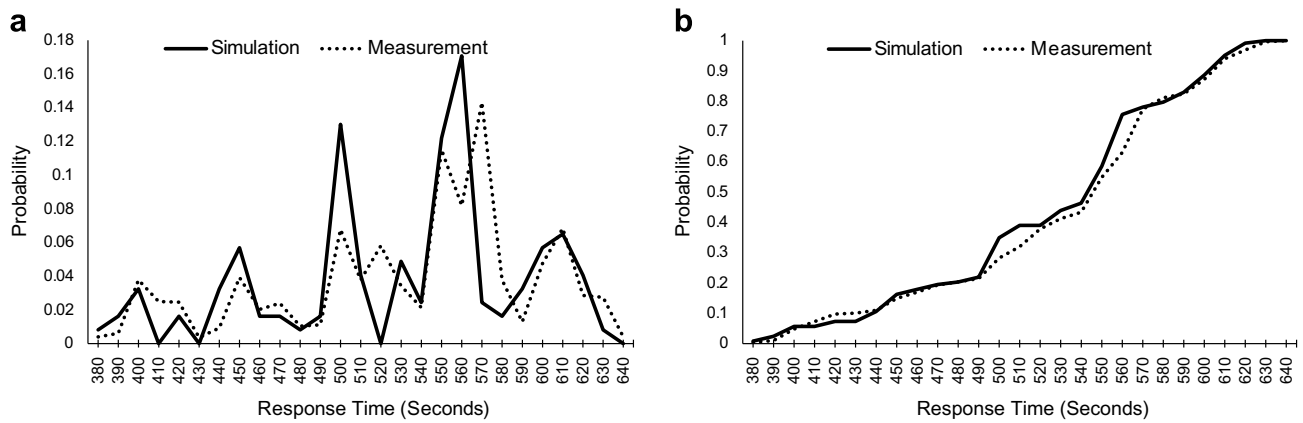 a
Simulation Measurement
0.18
0.16
0.14
0.12
0.1
0.08
0.06
0.04
0.02
0
Probability
380 390 400 410 420 430 440 450 460 470 480 490 500 510 520 530 540 550 560 570 580 590 600 610 620 630 640
Response Time (Seconds)
b
Simulation Measurement
1
0.9
0.8
0.7
0.6
0.5
0.4
0.3
0.2
0.1
0
Probability
380 390 400 410 420 430 440 450 460 470 480 490 500 510 520 530 540 550 560 570 580 590 600 610 620 630 640
Response Time (Seconds)